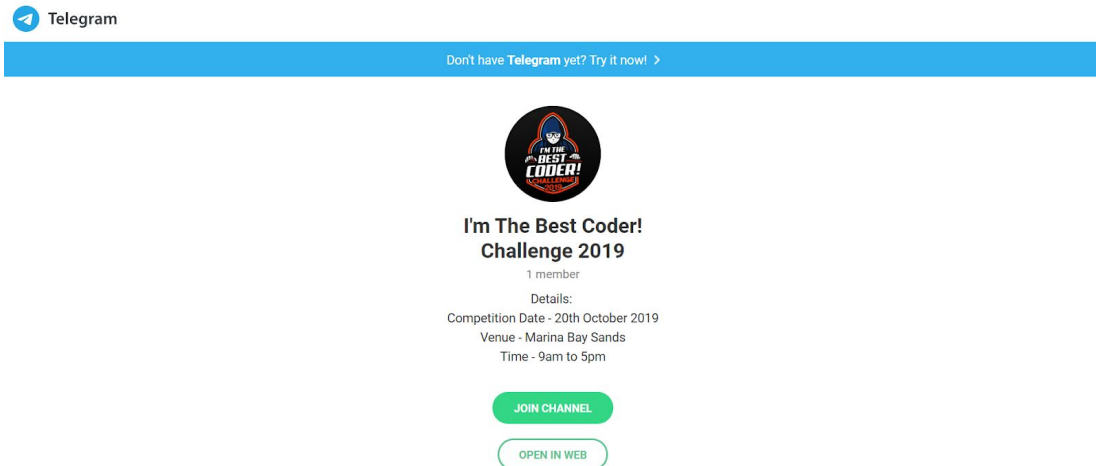 Telegram
Don't have Telegram yet? Try it now!
I'M THE
BEST
CODER!
CHALLENGE
2019
I'm The Best Coder!
Challenge 2019
1 member
Details:
Competition Date - 20th October 2019
Venue - Marina Bay Sands
Time - 9am to 5pm
JOIN CHANNEL
OPEN IN WEB